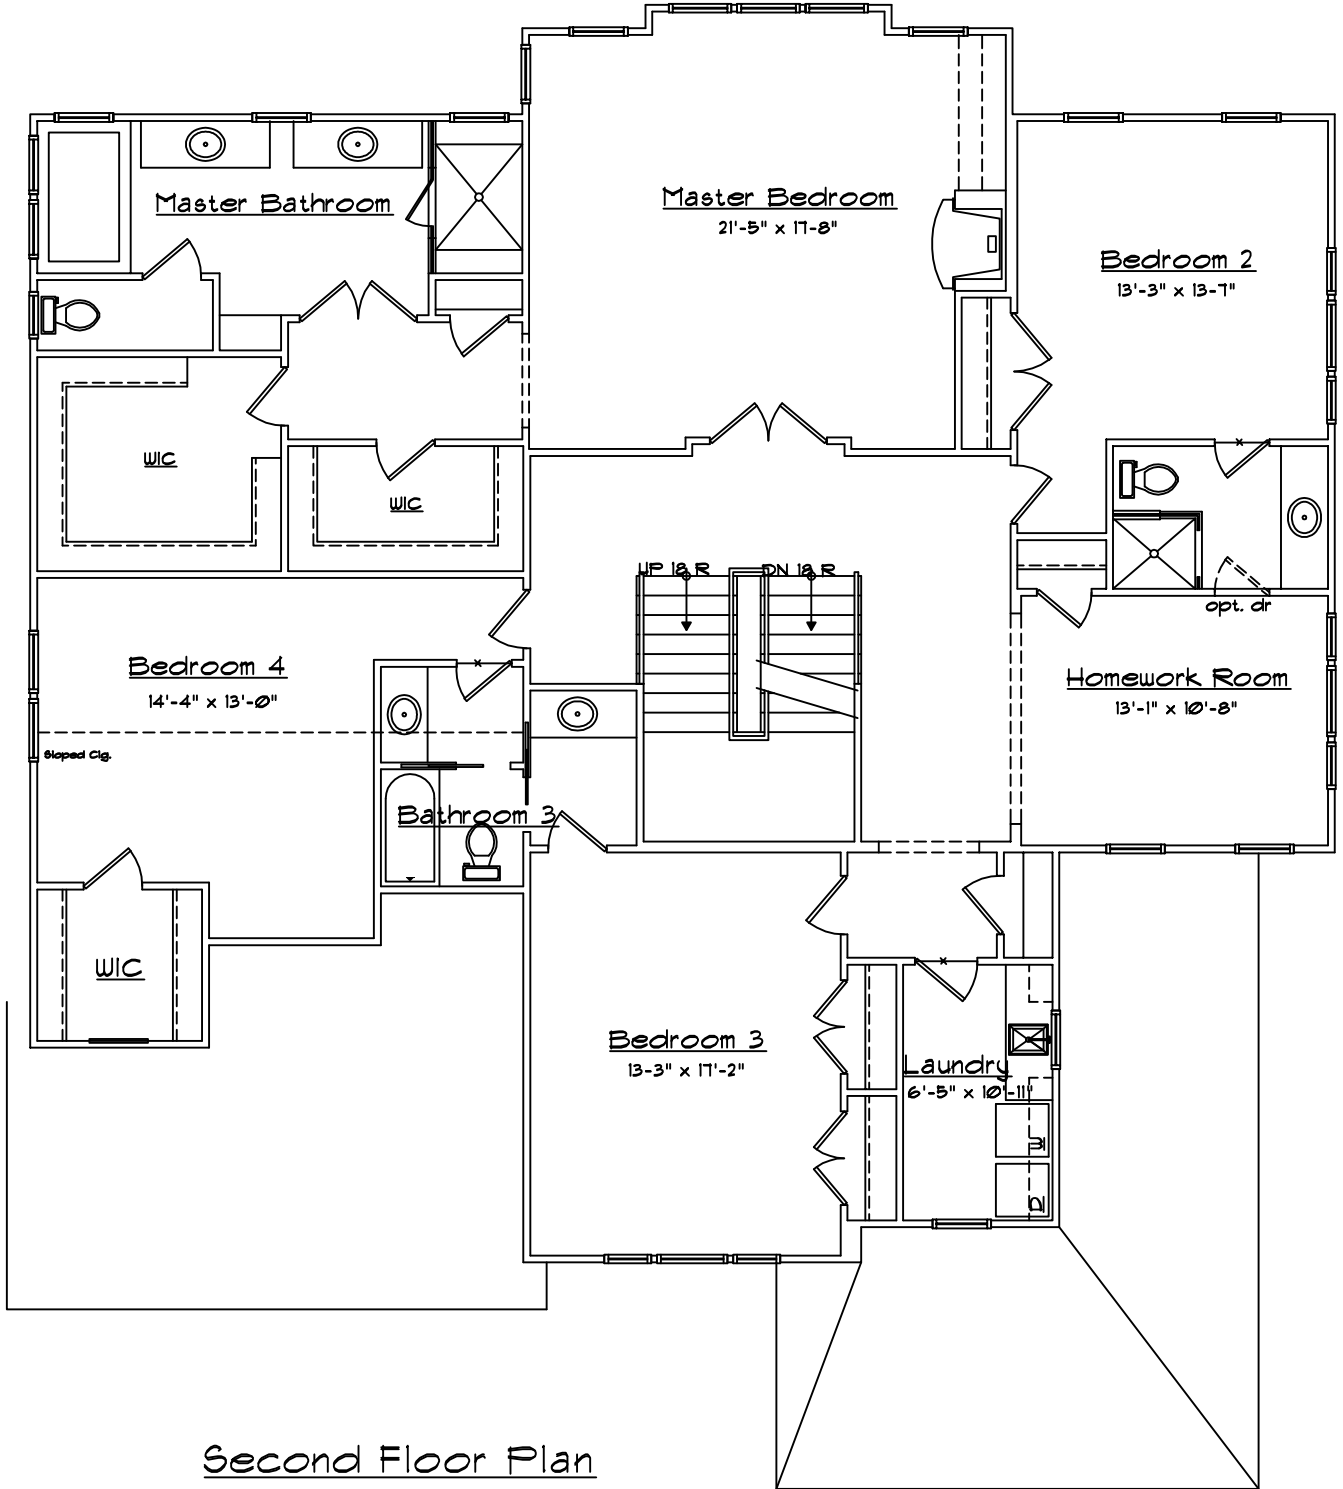 Master Bathroom
Master Bedroom
21'-5" x 17-8"
Bedroom 2
13'-3" x 13-7"
WIC
WIC
UP 18 R
DN 18 R
opt. dr
Bedroom 4
14'-4" x 13'-0"
Homework Room
13'-1" x 10'-8"
Sloped Clg.
Bathroom 3
WIC
Bedroom 3
13-3" x 17'-2"
Laundry
6'-5" x 10'-11"
W
D
Second Floor Plan